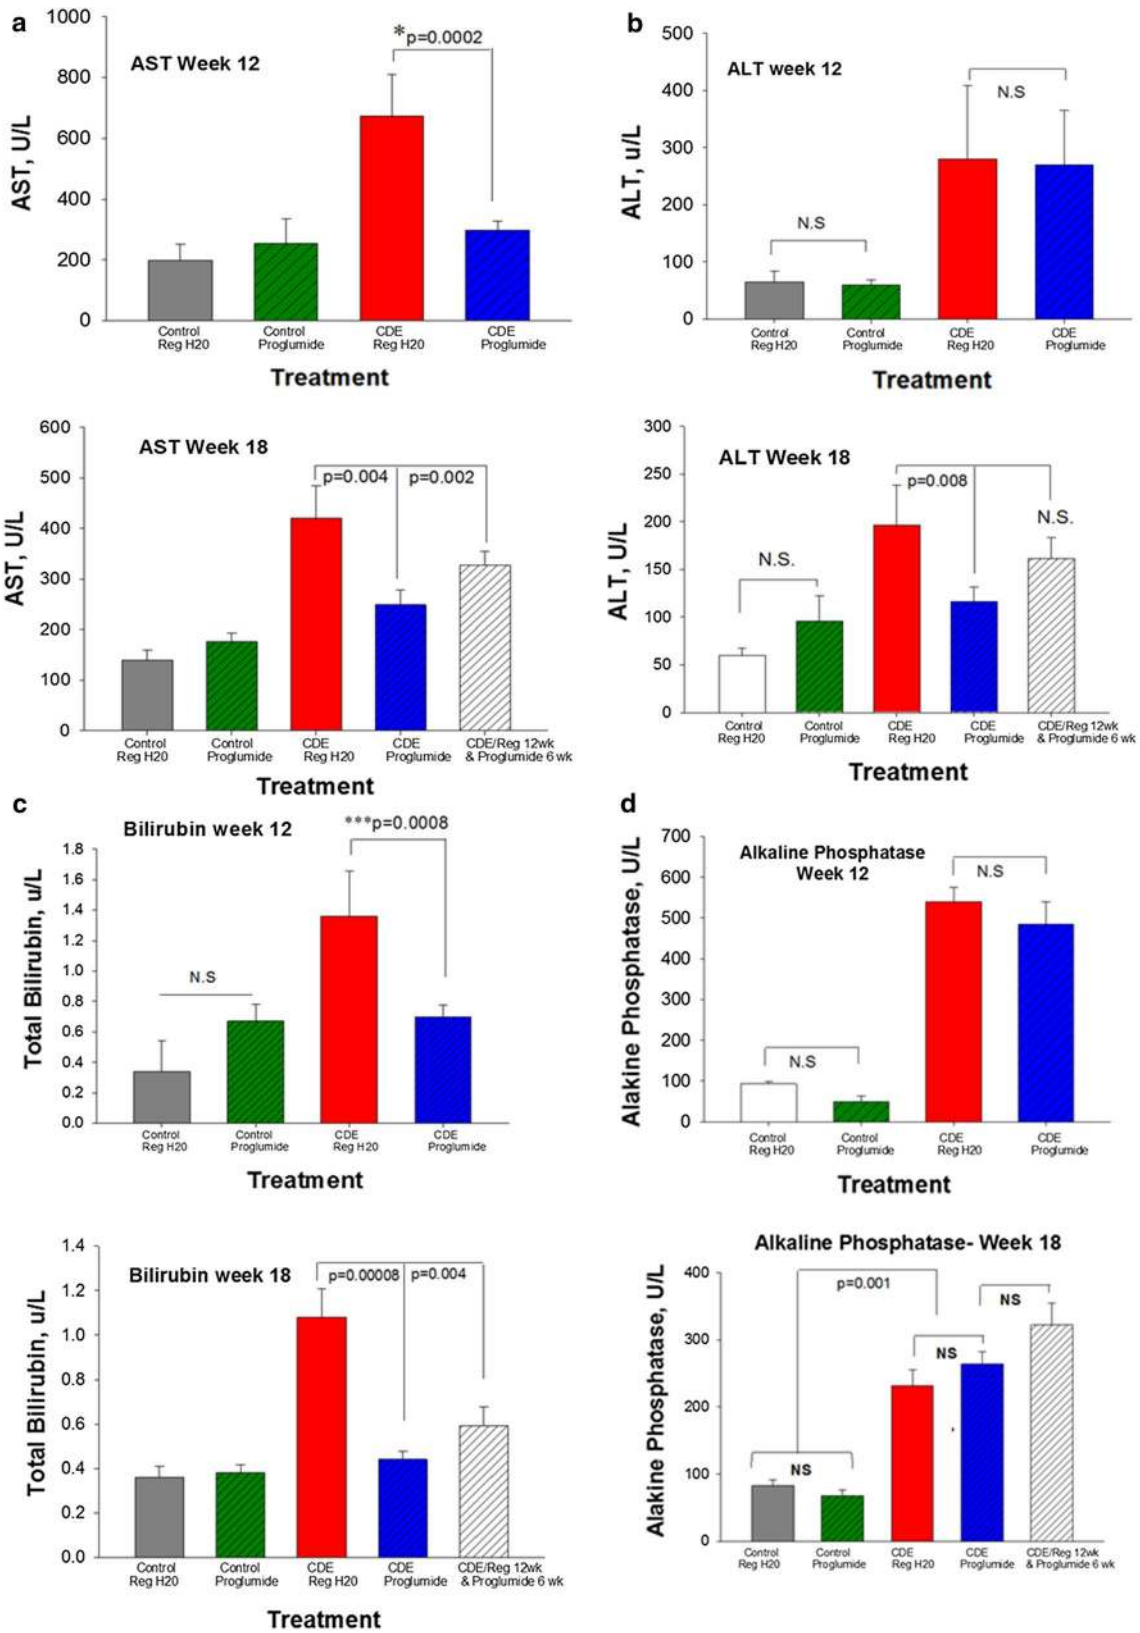 a
AST Week 12
*p=0.0002
AST, U/L
1000
800
600
400
200
0
Control
Reg H20
Control
Proglumide
CDE
Reg H20
CDE
Proglumide
Treatment
b
ALT week 12
N.S
N.S
ALT, u/L
500
400
300
200
100
0
Control
Reg H20
Control
Proglumide
CDE
Reg H20
CDE
Proglumide
Treatment
AST Week 18
p=0.004
p=0.002
AST, U/L
600
500
400
300
200
100
0
Control
Reg H20
Control
Proglumide
CDE
Reg H20
CDE
Proglumide
CDE/Reg 12wk
& Proglumide 6 wk
Treatment
ALT Week 18
p=0.008
N.S.
N.S.
ALT, U/L
300
250
200
150
100
50
0
Control
Reg H20
Control
Proglumide
CDE
Reg H20
CDE
Proglumide
CDE/Reg 12wk
& Proglumide 6 wk
Treatment
c
Bilirubin week 12
***p=0.0008
N.S
Total Bilirubin, u/L
1.8
1.6
1.4
1.2
1.0
0.8
0.6
0.4
0.2
0.0
Control
Reg H20
Control
Proglumide
CDE
Reg H20
CDE
Proglumide
Treatment
d
Alkaline Phosphatase
Week 12
N.S
N.S
Alakine Phosphatase, U/L
700
600
500
400
300
200
100
0
Control
Reg H20
Control
Proglumide
CDE
Reg H20
CDE
Proglumide
Treatment
Bilirubin week 18
p=0.00008
p=0.004
Total Bilirubin, u/L
1.4
1.2
1.0
0.8
0.6
0.4
0.2
0.0
Control
Reg H20
Control
Proglumide
CDE
Reg H20
CDE
Proglumide
CDE/Reg 12wk
& Proglumide 6 wk
Treatment
Alkaline Phosphatase- Week 18
p=0.001
NS
NS
NS
Alakine Phosphatase, U/L
400
300
200
100
0
Control
Reg H20
Control
Proglumide
CDE
Reg H20
CDE
Proglumide
CDE/Reg 12wk
& Proglumide 6 wk